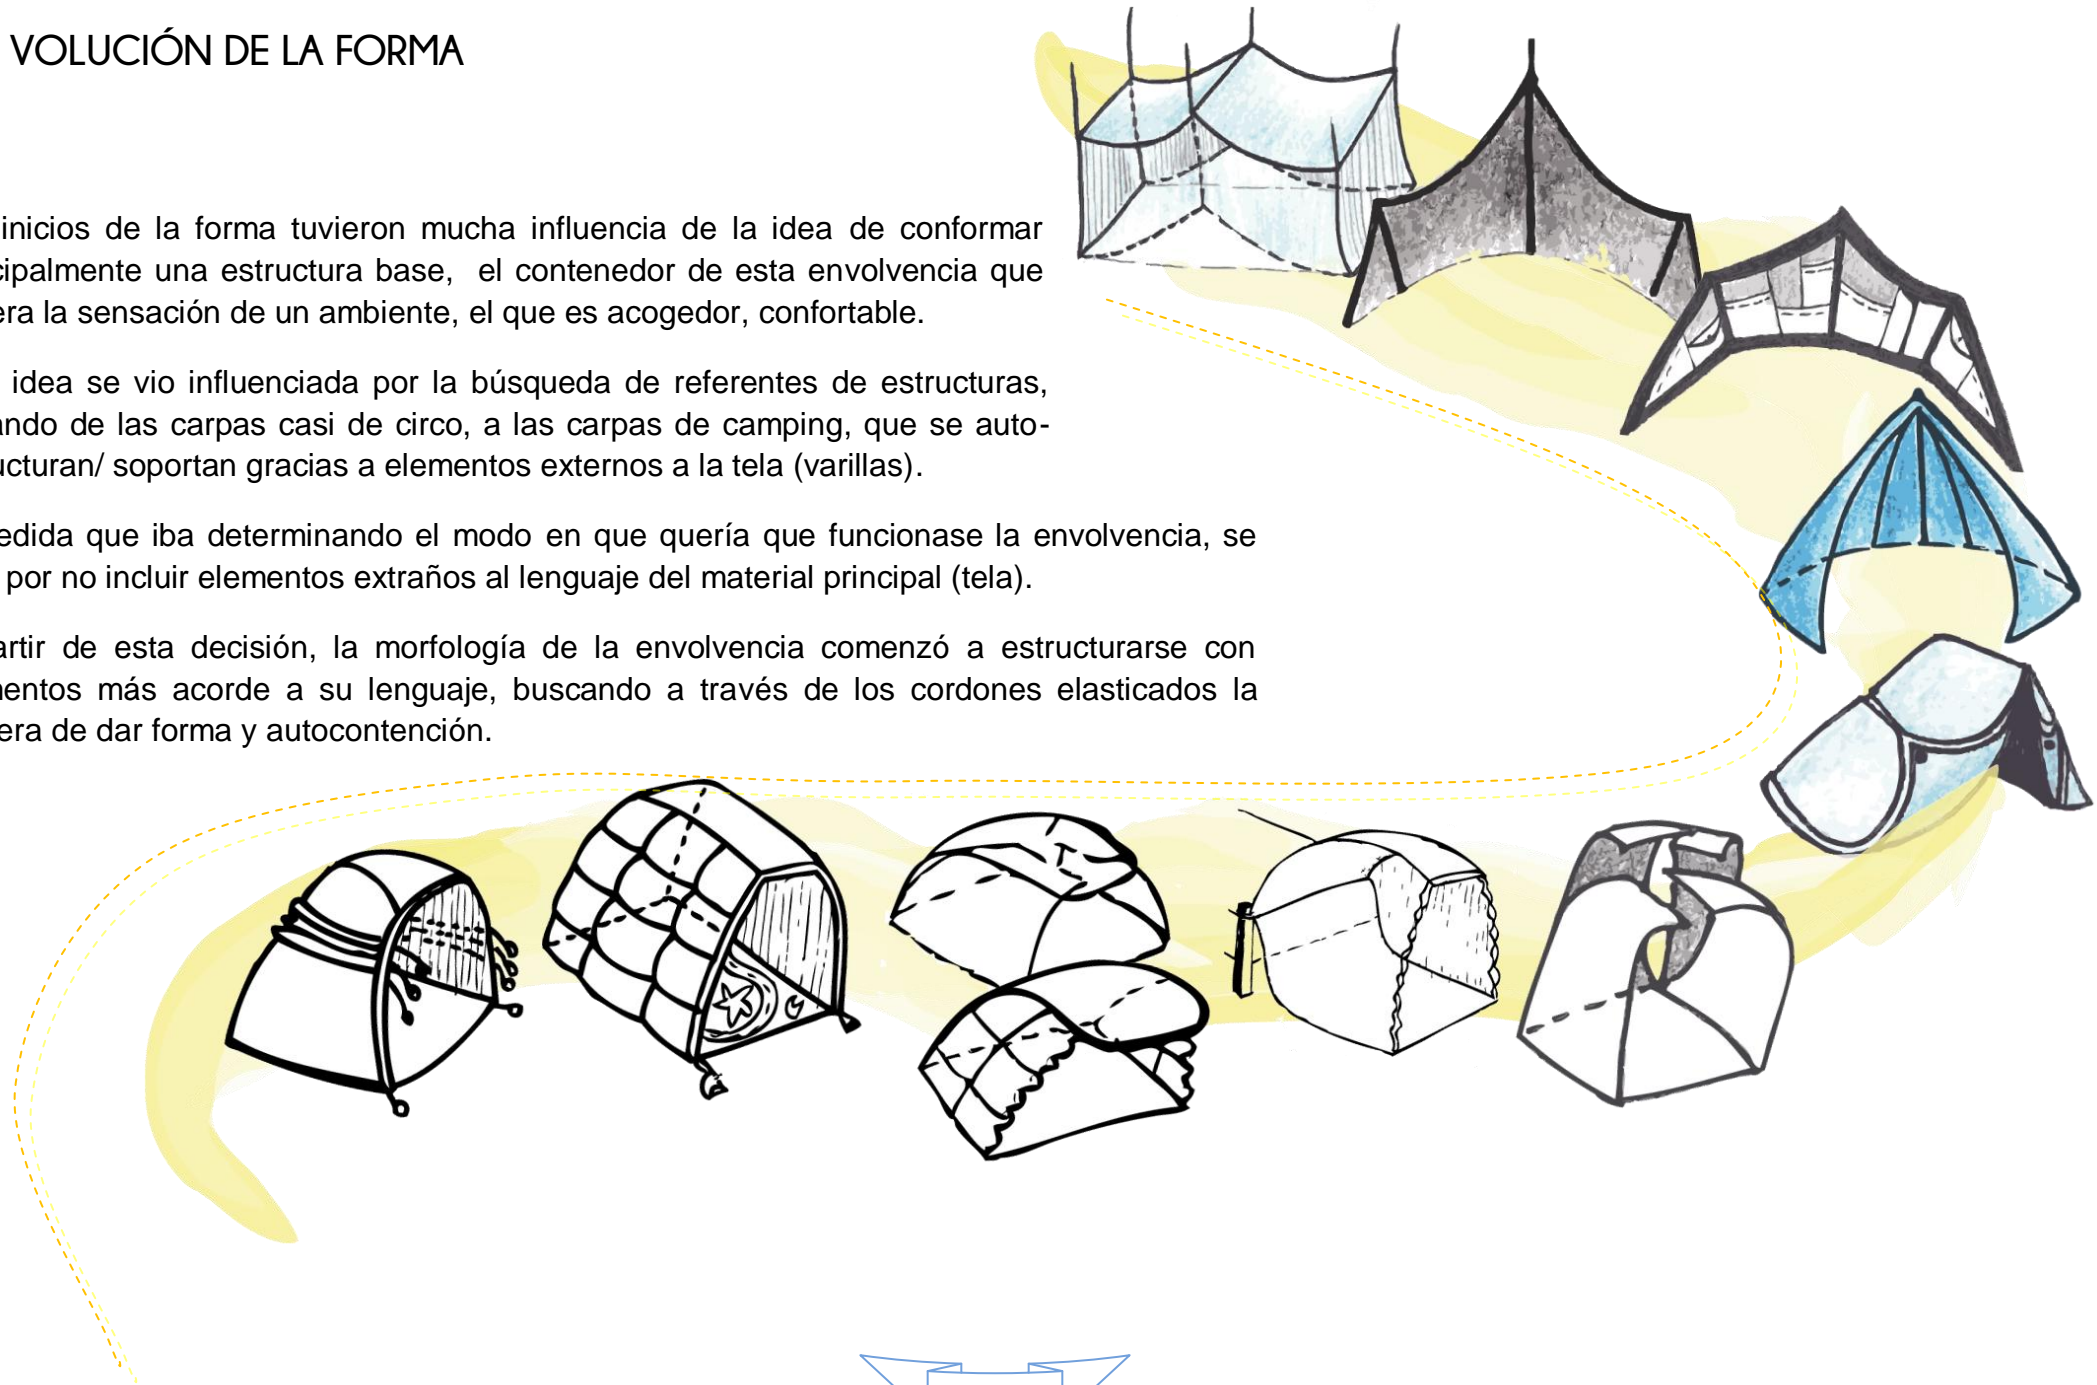 VOLUCIÓN DE LA FORMA
inicios de la forma tuvieron mucha influencia de la idea de conformar
cipalmente una estructura base, el contenedor de esta envolvencia que
era la sensación de un ambiente, el que es acogedor, confortable.
idea se vio influenciada por la búsqueda de referentes de estructuras,
ando de las carpas casi de circo, a las carpas de camping, que se auto-
ucturan/ soportan gracias a elementos externos a la tela (varillas).
edida que iba determinando el modo en que quería que funcionase la envolvencia, se
por no incluir elementos extraños al lenguaje del material principal (tela).
artir de esta decisión, la morfología de la envolvencia comenzó a estructurarse con
mentos más acorde a su lenguaje, buscando a través de los cordones elasticados la
era de dar forma y autocontención.